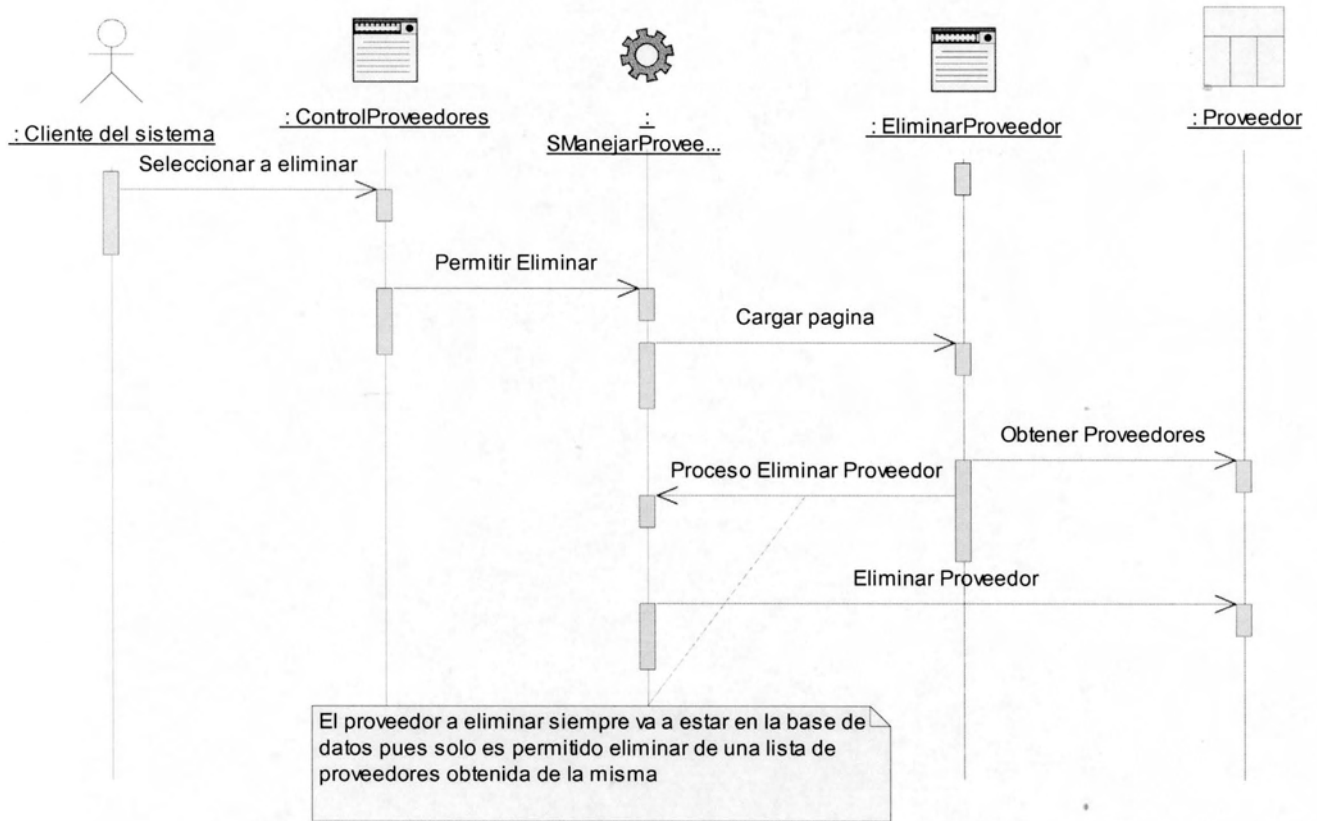 : Cliente del sistema
: ControlProveedores
:
SManejarProvee...
: EliminarProveedor
: Proveedor
Seleccionar a eliminar
Permitir Eliminar
Cargar pagina
Obtener Proveedores
Proceso Eliminar Proveedor
Eliminar Proveedor
El proveedor a eliminar siempre va a estar en la base de
datos pues solo es permitido eliminar de una lista de
proveedores obtenida de la misma